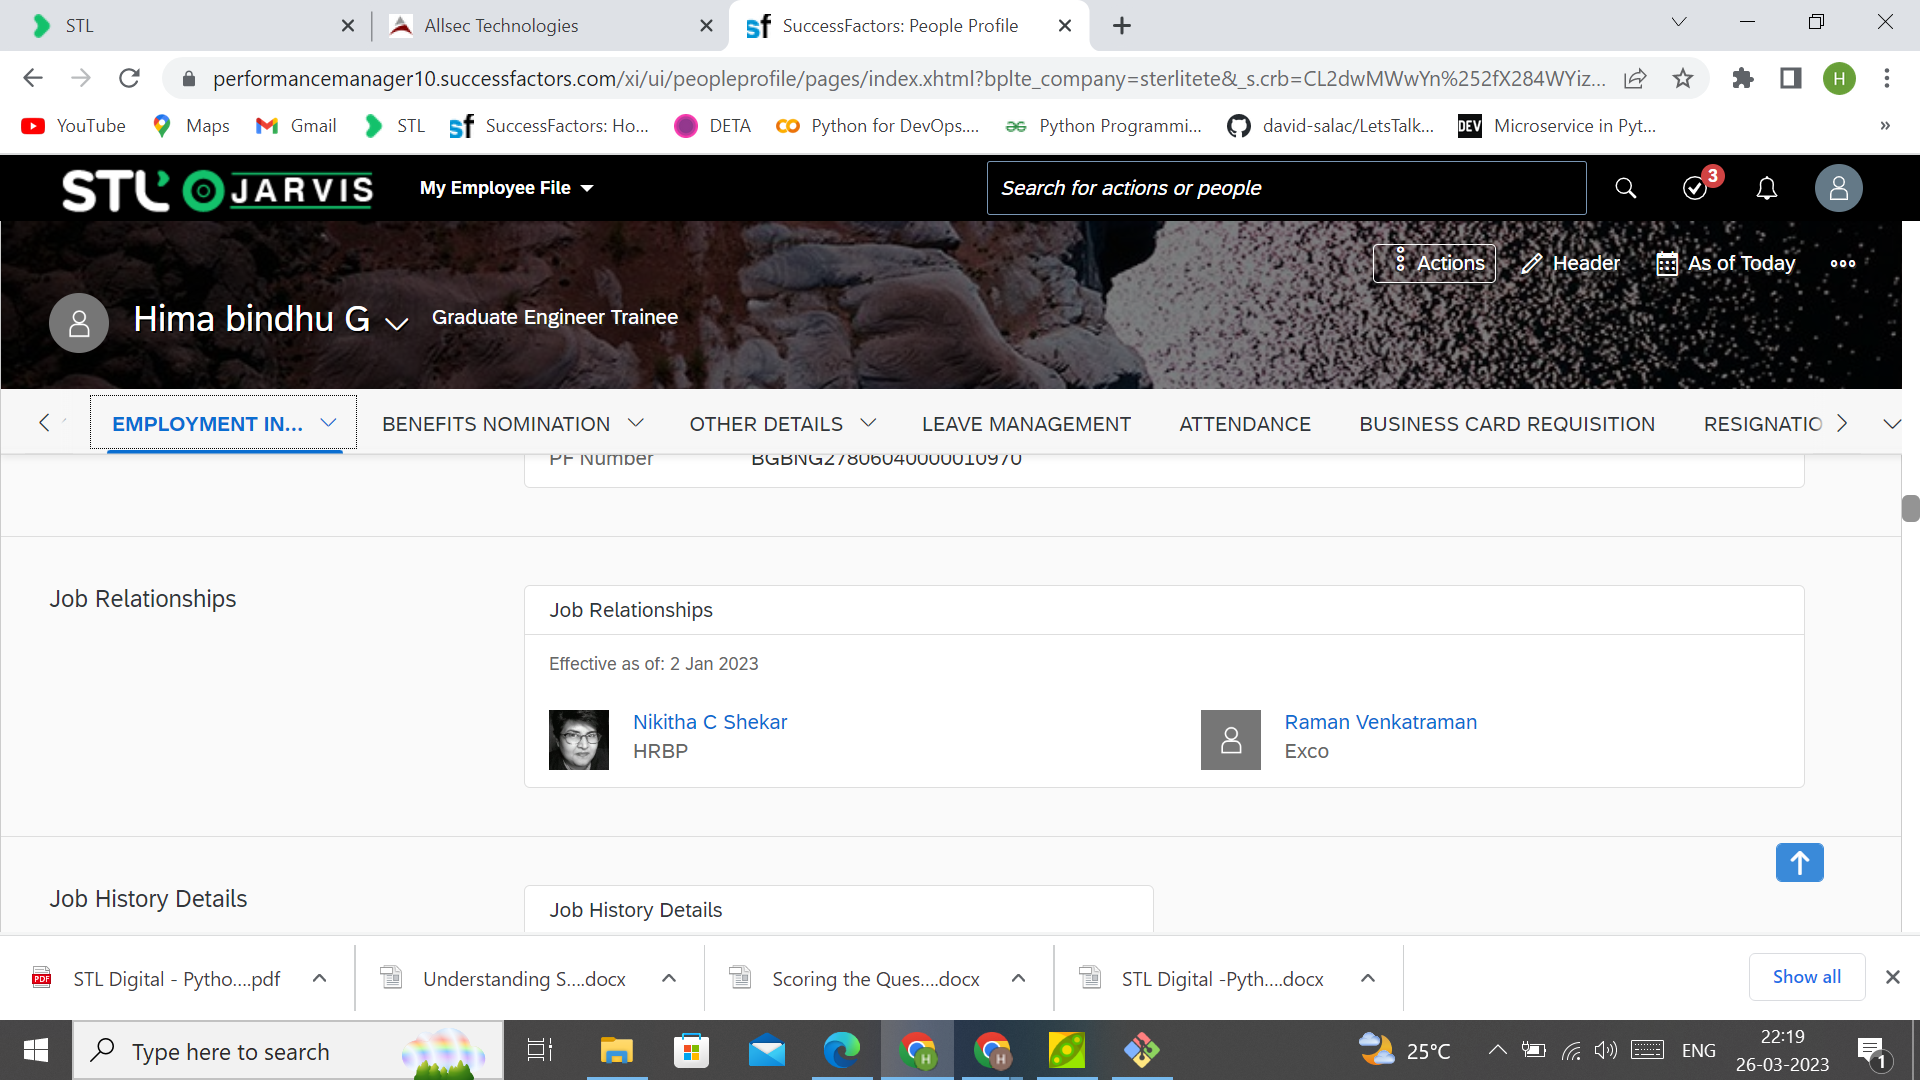 STL
Allsec Technologies
SuccessFactors: People Profile
performancemanager10.successfactors.com/xi/ui/peopleprofile/pages/index.xhtml?bplte_company=sterlitete&_s.crb=CL2dwMWwYn%252fX284WYiz...
H
YouTube
Maps
Gmail
STL
SuccessFactors: Ho...
DETA
Python for DevOps....
Python Programmi...
david-salac/LetsTalk...
DEV
Microservice in Pyt...
»
STL JARVIS
My Employee File
Search for actions or people
3
Actions
Header
As of Today
Hima bindhu G
Graduate Engineer Trainee
EMPLOYMENT IN...
BENEFITS NOMINATION
OTHER DETAILS
LEAVE MANAGEMENT
ATTENDANCE
BUSINESS CARD REQUISITION
RESIGNATIO
PF Number
BGBNG27806040000010970
Job Relationships
Job Relationships
Effective as of: 2 Jan 2023
Nikitha C Shekar
HRBP
Raman Venkatraman
Exco
Job History Details
Job History Details
STL Digital - Pytho....pdf
Understanding S....docx
Scoring the Ques....docx
STL Digital -Pyth....docx
Show all
Type here to search
25°C
ENG
22:19
26-03-2023
1